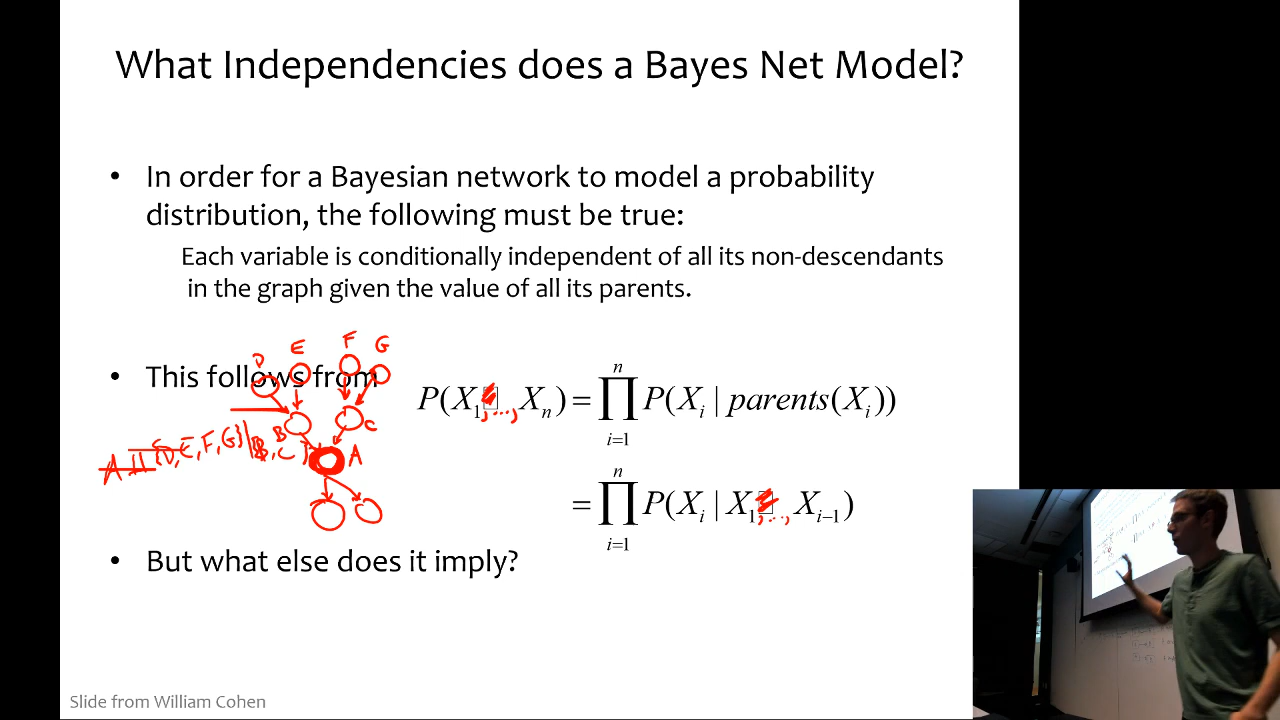 What Independencies does a Bayes Net Model?
• In order for a Bayesian network to model a probability
distribution, the following must be true:
Each variable is conditionally independent of all its non-descendants
in the graph given the value of all its parents.
D E F G
• This follows from
P(X₁, ..., Xₙ) = ∏ⁿᵢ₌₁ P(Xᵢ | parents(Xᵢ))
B C
A ⫫ {D, E, F, G} | {B, C}
A
= ∏ⁿᵢ₌₁ P(Xᵢ | X₁, ..., Xᵢ₋₁)
• But what else does it imply?
Slide from William Cohen